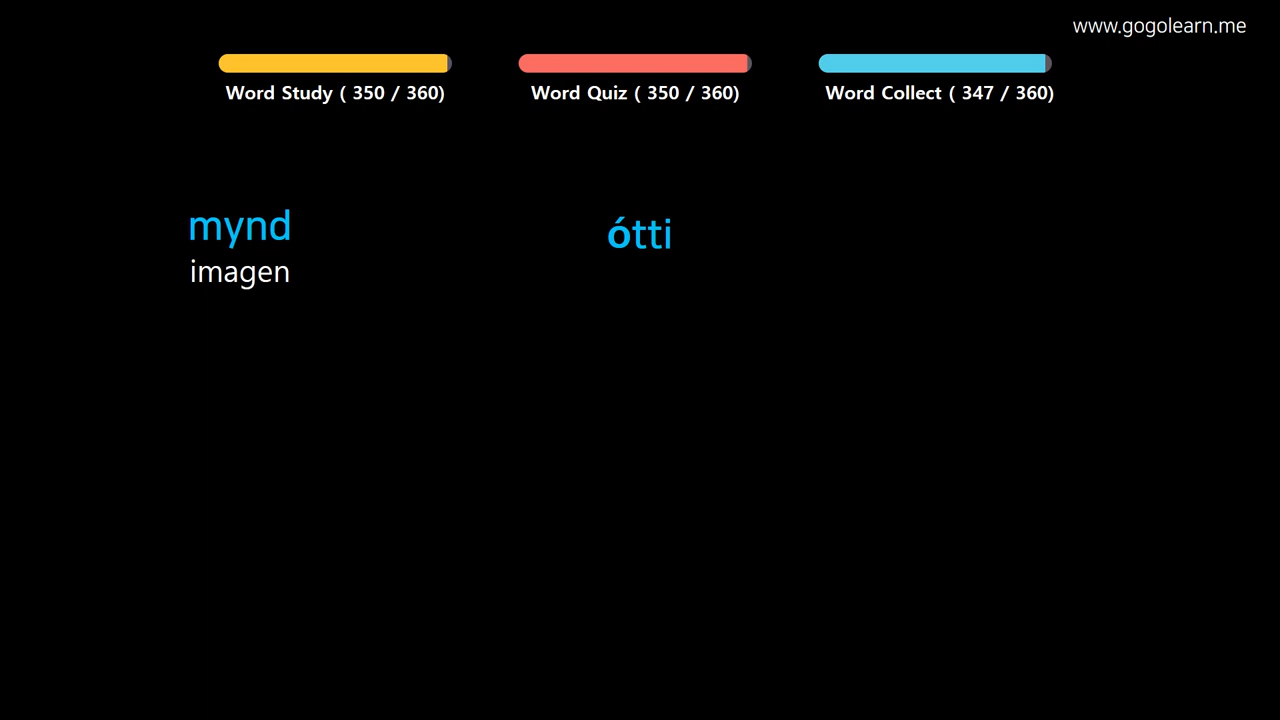 www.gogolearn.me
Word Study ( 350 / 360)
Word Quiz ( 350 / 360)
Word Collect ( 347 / 360)
mynd
imagen
ótti